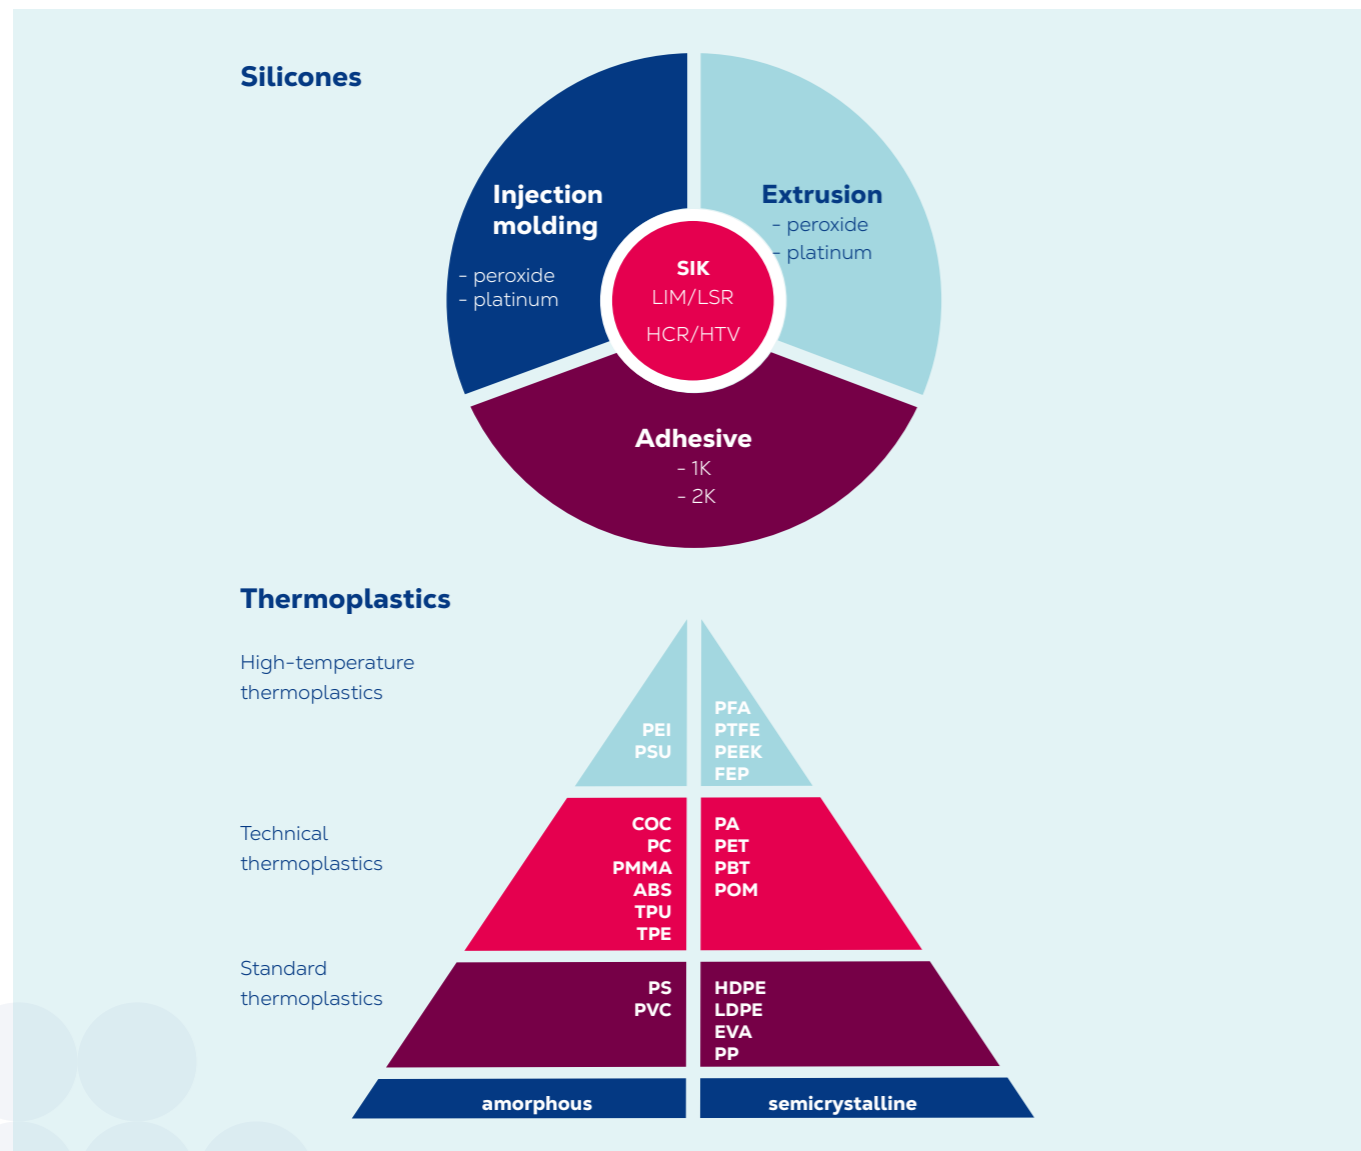 Silicones
Injection
molding
- peroxide
- platinum
Extrusion
- peroxide
- platinum
SIK
LIM/LSR
HCR/HTV
Adhesive
- 1K
- 2K
Thermoplastics
High-temperature
thermoplastics
PEI
PSU
PFA
PTFE
PEEK
FEP
Technical
thermoplastics
COC
PC
PMMA
ABS
TPU
TPE
PA
PET
PBT
POM
Standard
thermoplastics
PS
PVC
HDPE
LDPE
EVA
PP
amorphous
semicrystalline